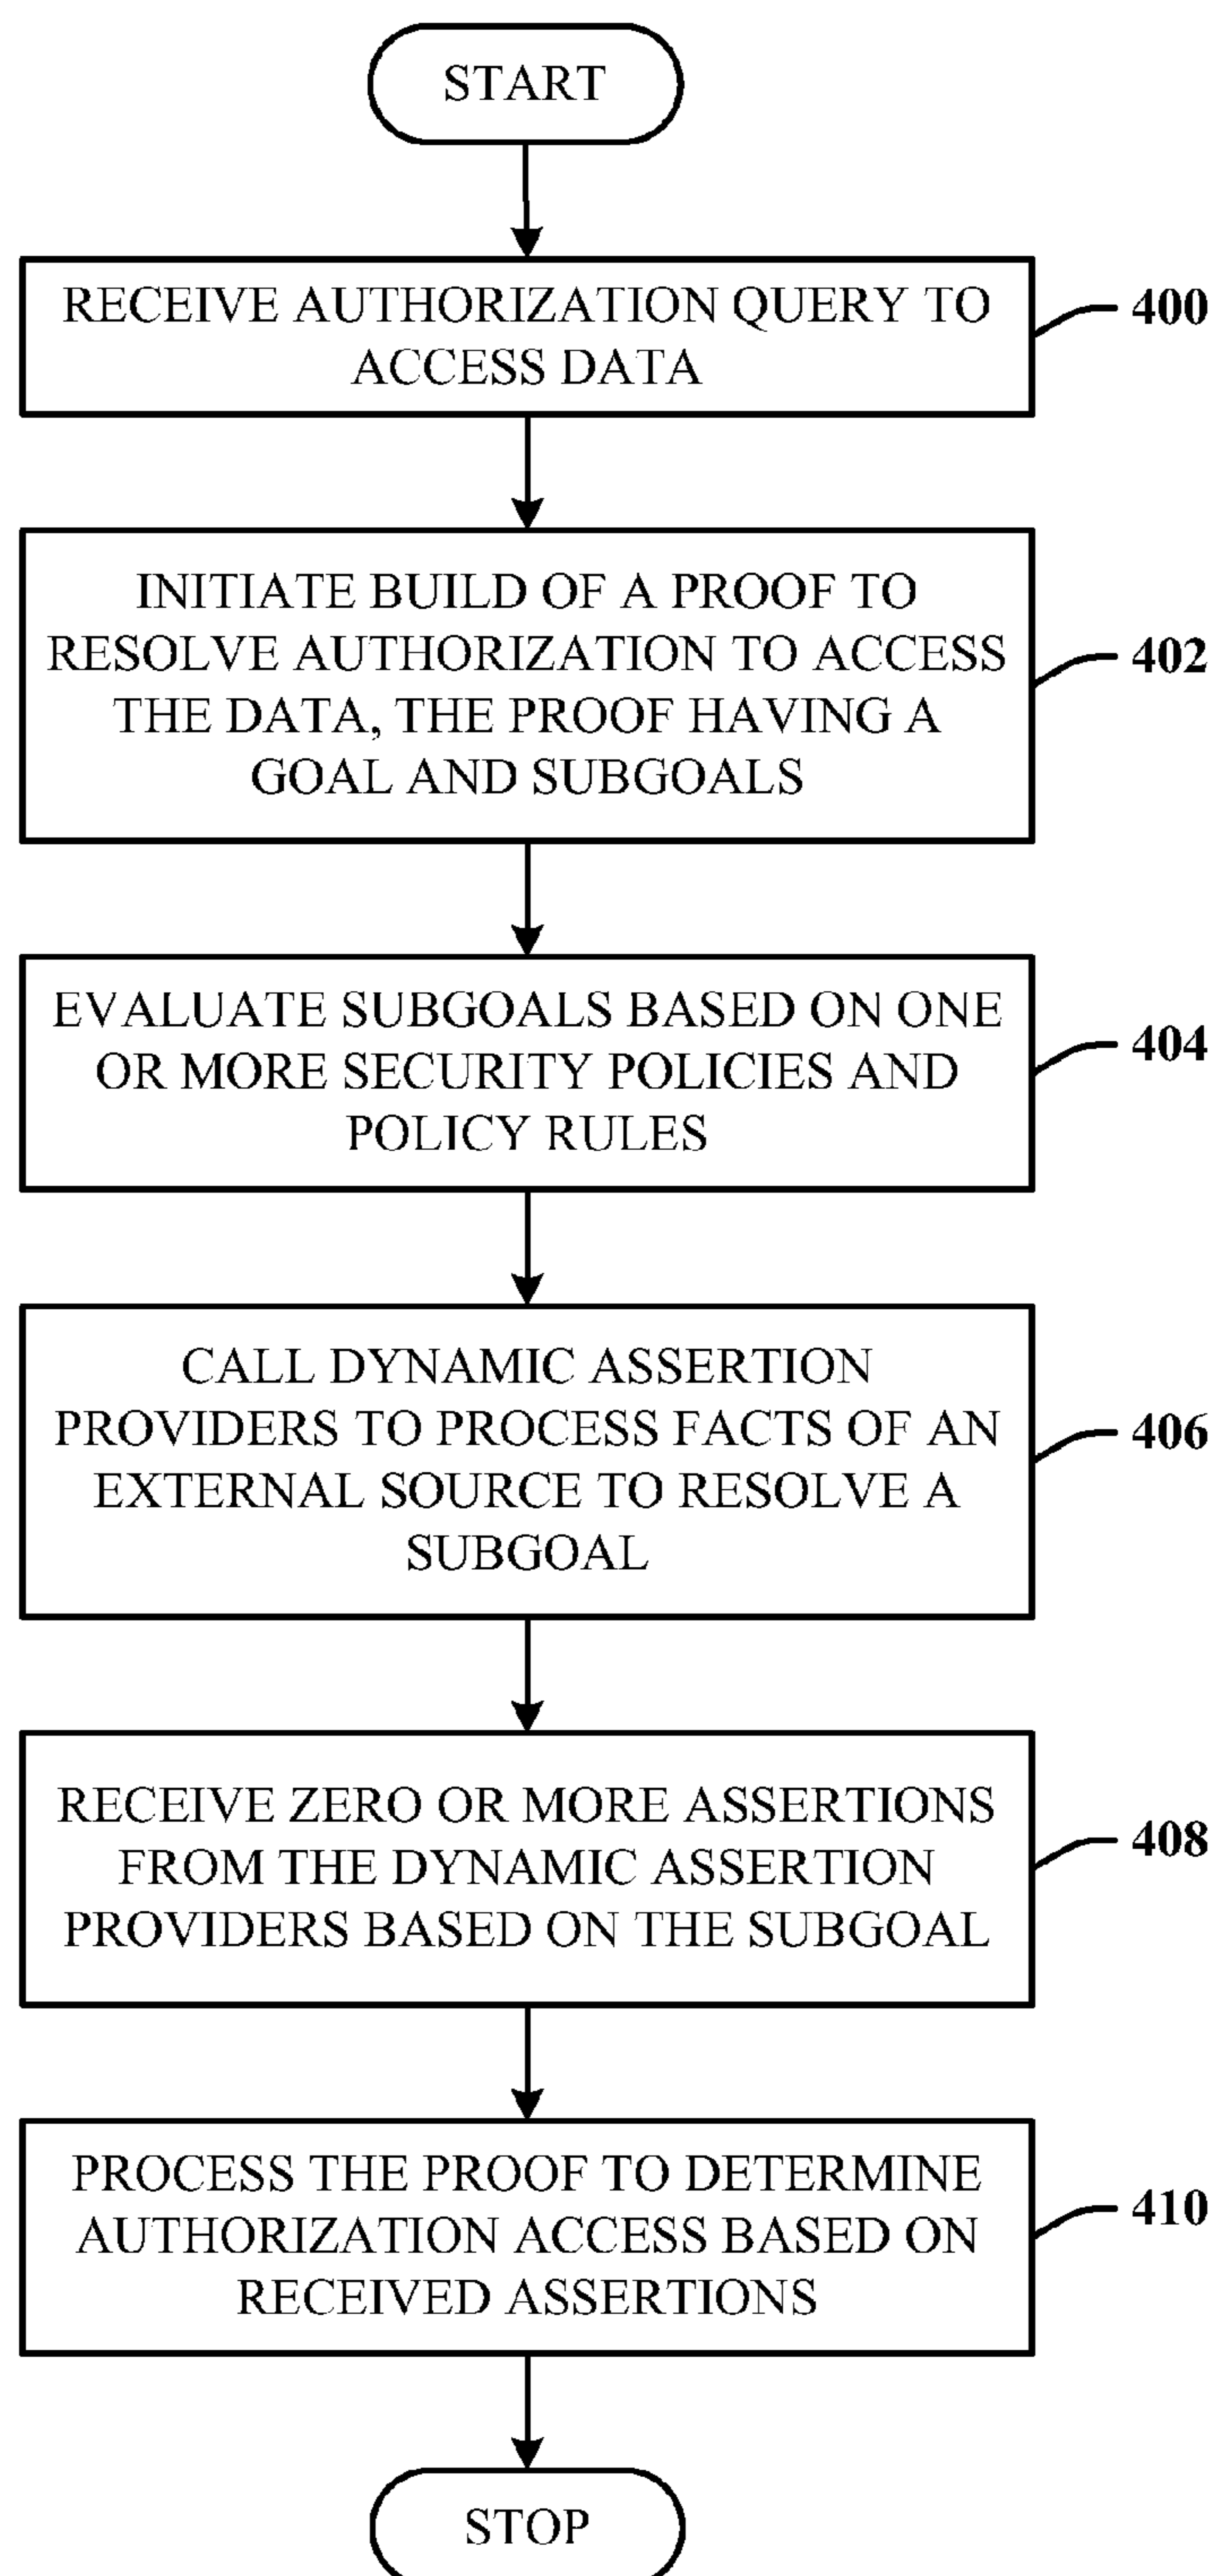 START
RECEIVE AUTHORIZATION QUERY TO
ACCESS DATA
400
INITIATE BUILD OF A PROOF TO
RESOLVE AUTHORIZATION TO ACCESS
THE DATA, THE PROOF HAVING A
GOAL AND SUBGOALS
402
EVALUATE SUBGOALS BASED ON ONE
OR MORE SECURITY POLICIES AND
POLICY RULES
404
CALL DYNAMIC ASSERTION
PROVIDERS TO PROCESS FACTS OF AN
EXTERNAL SOURCE TO RESOLVE A
SUBGOAL
406
RECEIVE ZERO OR MORE ASSERTIONS
FROM THE DYNAMIC ASSERTION
PROVIDERS BASED ON THE SUBGOAL
408
PROCESS THE PROOF TO DETERMINE
AUTHORIZATION ACCESS BASED ON
RECEIVED ASSERTIONS
410
STOP